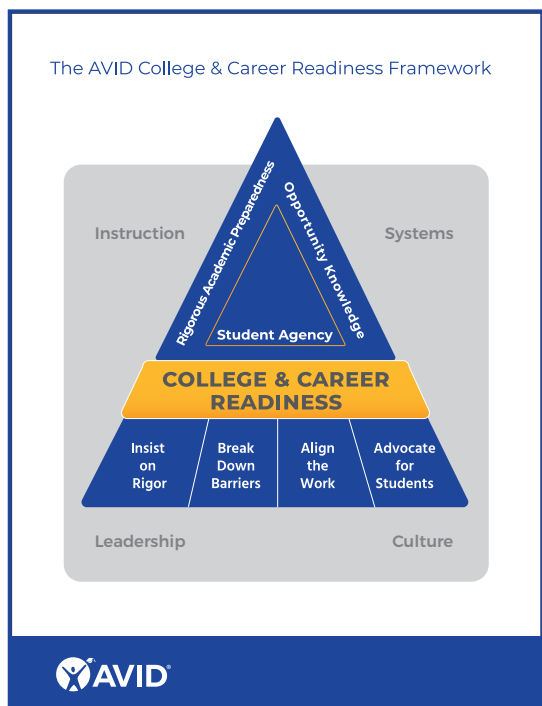 The AVID College & Career Readiness Framework
Instruction
Systems
Rigorous Academic Preparedness
Opportunity Knowledge
Student Agency
COLLEGE & CAREER
READINESS
Insist
on
Rigor
Break
Down
Barriers
Align
the
Work
Advocate
for
Students
Leadership
Culture
AVID®